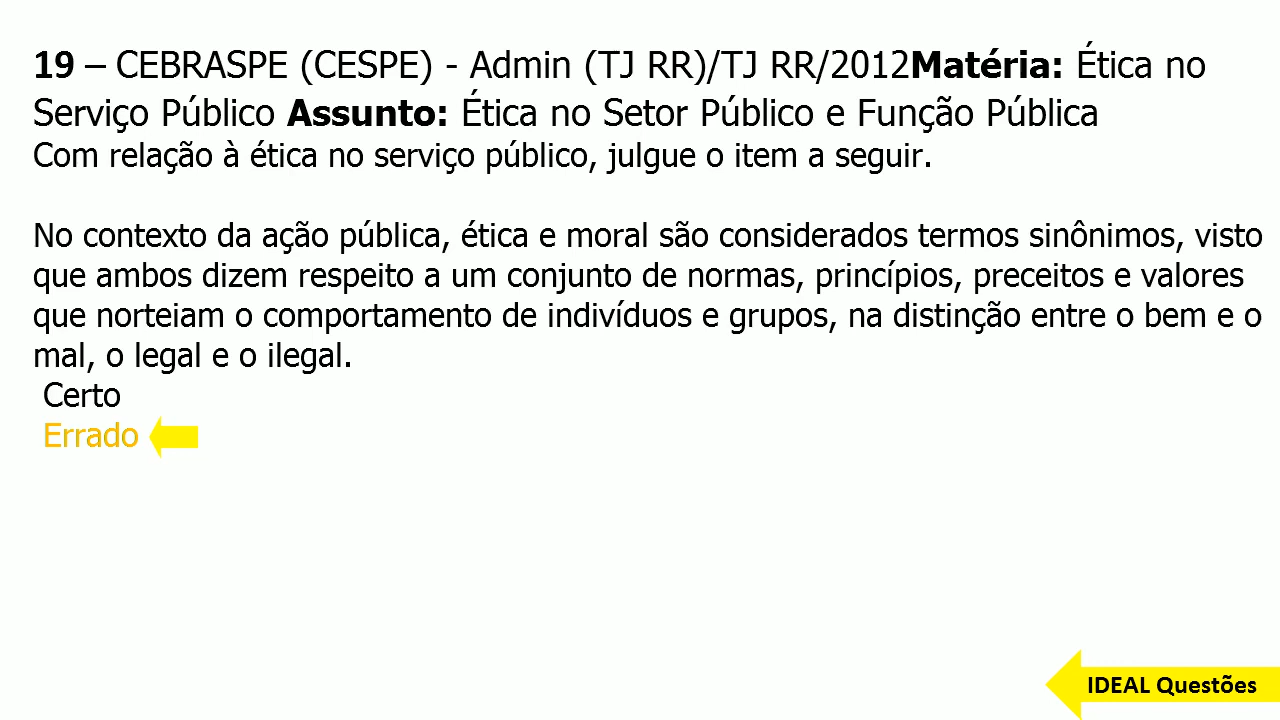 19 – CEBRASPE (CESPE) - Admin (TJ RR)/TJ RR/2012Matéria: Ética no
Serviço Público Assunto: Ética no Setor Público e Função Pública
Com relação à ética no serviço público, julgue o item a seguir.
No contexto da ação pública, ética e moral são considerados termos sinônimos, visto
que ambos dizem respeito a um conjunto de normas, princípios, preceitos e valores
que norteiam o comportamento de indivíduos e grupos, na distinção entre o bem e o
mal, o legal e o ilegal.
Certo
Errado
IDEAL Questões